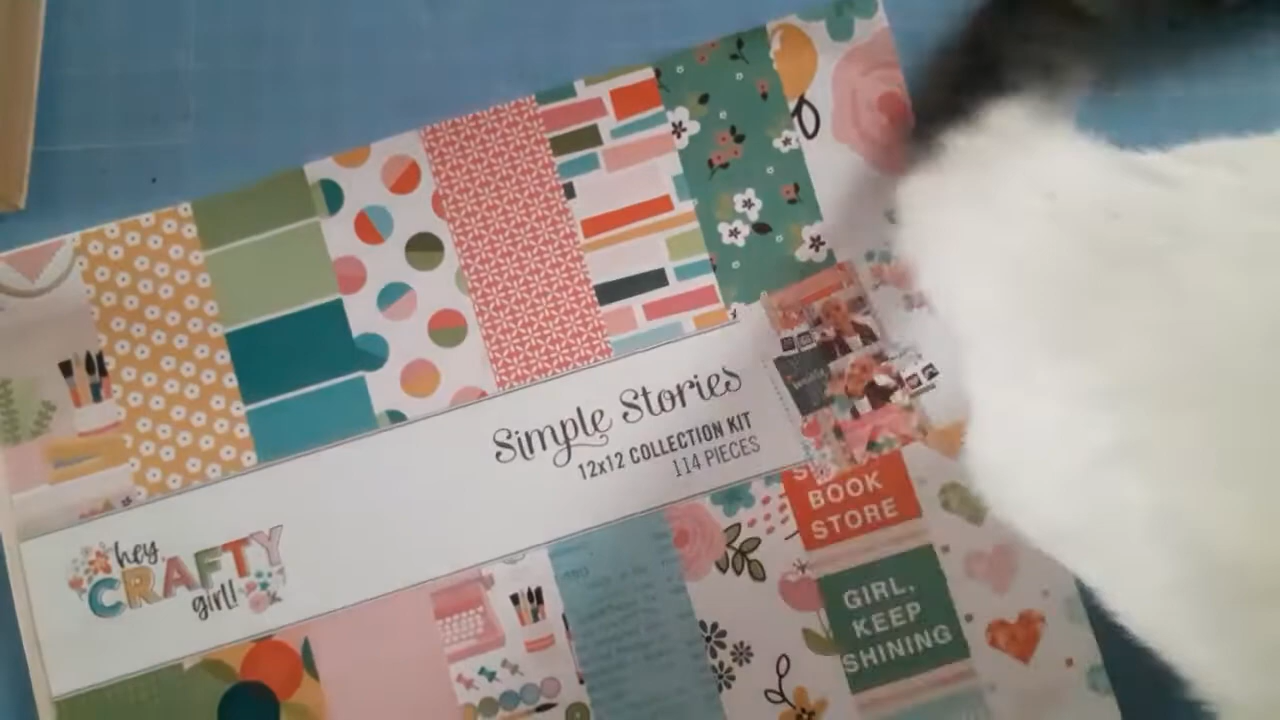 Simple Stories
12x12 COLLECTION KIT
114 PIECES
hey,
CRAFTY
girl!
BOOK
STORE
GIRL,
KEEP
SHINING